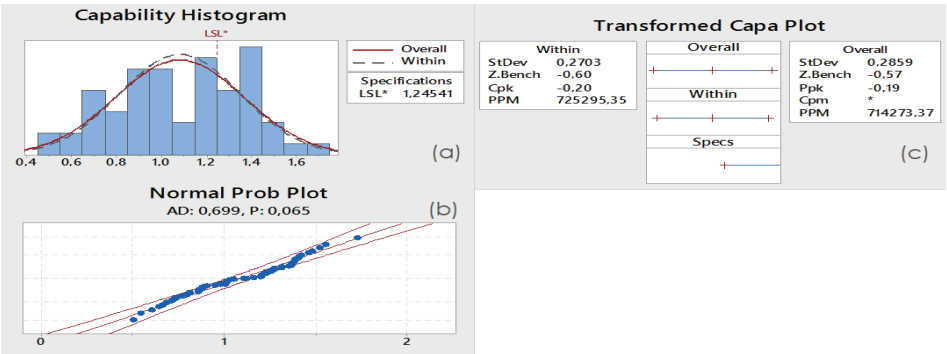 Capability Histogram
LSL*
Overall
Within
Specifications
LSL* 1,24541
0,4 0,6 0,8 1,0 1,2 1,4 1,6
(a)
Normal Prob Plot
AD: 0,699, P: 0,065
(b)
0 1 2
Transformed Capa Plot
Within
StDev 0,2703
Z.Bench -0,60
Cpk -0,20
PPM 725295,35
Overall
Within
Specs
Overall
StDev 0,2859
Z.Bench -0,57
Ppk -0,19
Cpm *
PPM 714273,37
(c)